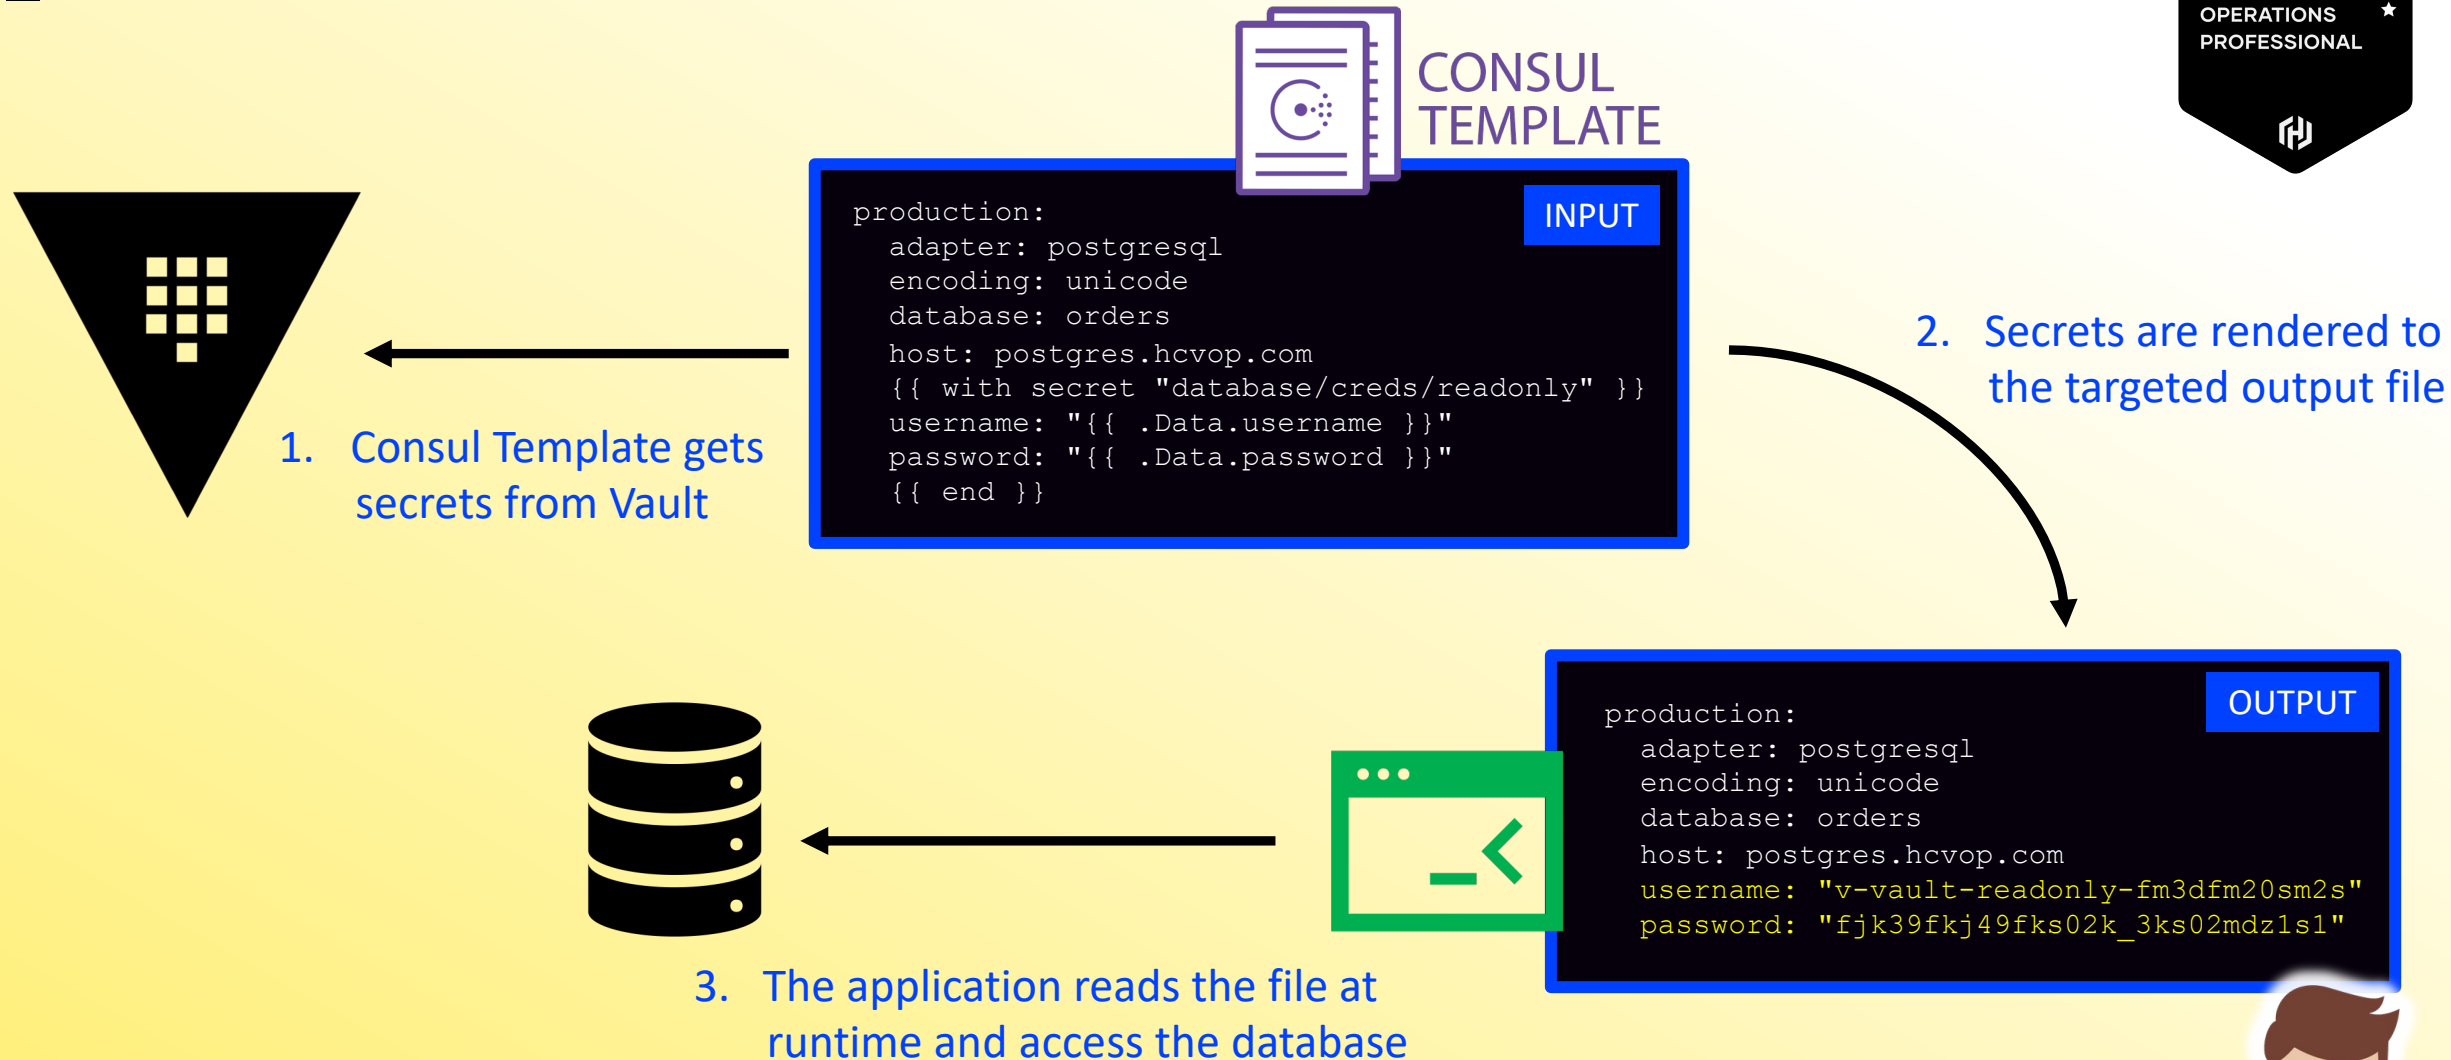 OPERATIONS
PROFESSIONAL
CONSUL
TEMPLATE
INPUT
production:
  adapter: postgresql
  encoding: unicode
  database: orders
  host: postgres.hcvop.com
  {{ with secret "database/creds/readonly" }}
  username: "{{ .Data.username }}"
  password: "{{ .Data.password }}"
  {{ end }}
1. Consul Template gets
secrets from Vault
2. Secrets are rendered to
the targeted output file
OUTPUT
production:
  adapter: postgresql
  encoding: unicode
  database: orders
  host: postgres.hcvop.com
  username: "v-vault-readonly-fm3dfm20sm2s"
  password: "fjk39fkj49fks02k_3ks02mdz1s1"
3. The application reads the file at
runtime and access the database